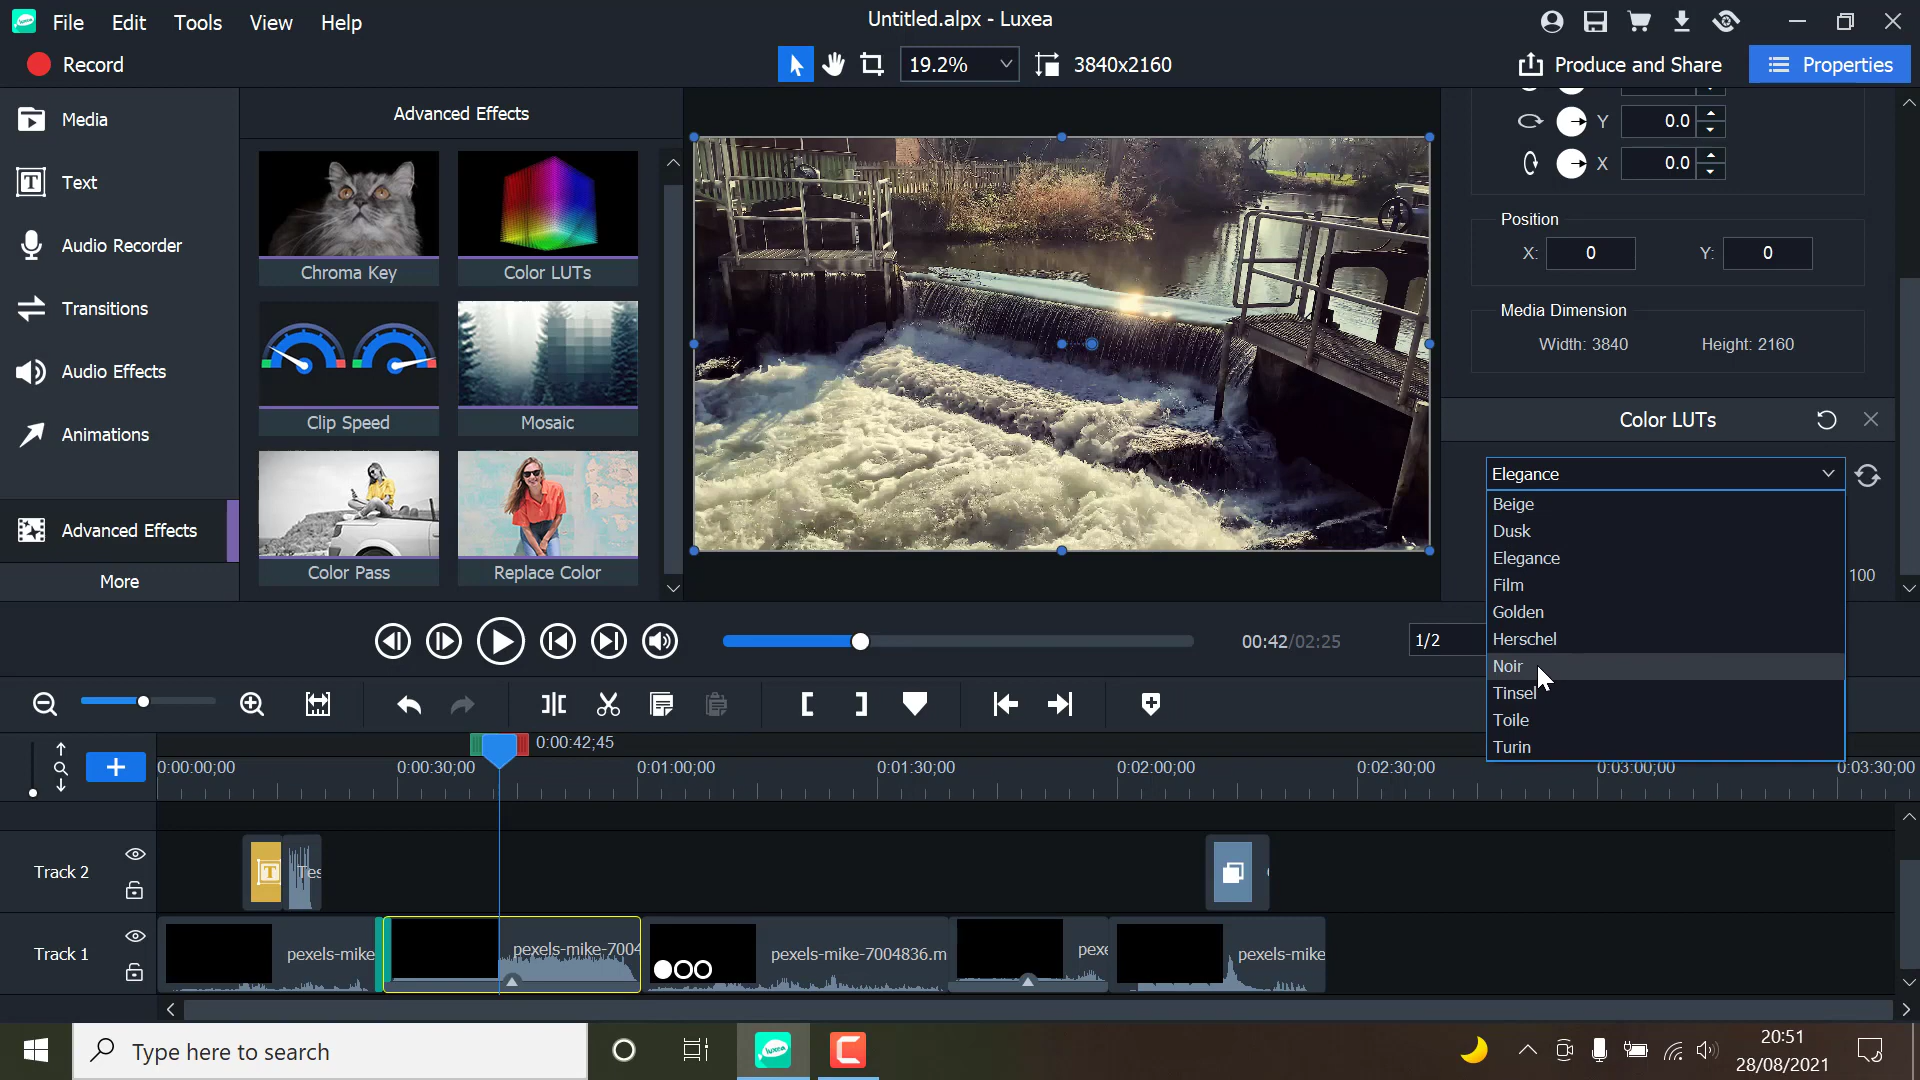 File Edit Tools View Help
Untitled.alpx - Luxea
Record
19.2%
3840x2160
Produce and Share
Properties
Media
Text
Audio Recorder
Transitions
Audio Effects
Animations
Advanced Effects
More
Advanced Effects
Chroma Key
Color LUTs
Clip Speed
Mosaic
Color Pass
Replace Color
Y 0.0
X 0.0
Position
X: 0 Y: 0
Media Dimension
Width: 3840 Height: 2160
Color LUTs
Elegance
Beige
Dusk
Elegance
Film
Golden
Herschel
Noir
Tinsel
Toile
Turin
100
00:42/02:25
1/2
0:00:42;45
0:00:00;00 0:00:30;00 0:01:00;00 0:01:30;00 0:02:00;00 0:02:30;00 0:03:00;00 0:03:30;00
Track 2
T Tes
Track 1
pexels-mike pexels-mike-7004 pexels-mike-7004836.m pexe pexels-mike
Type here to search
20:51
28/08/2021